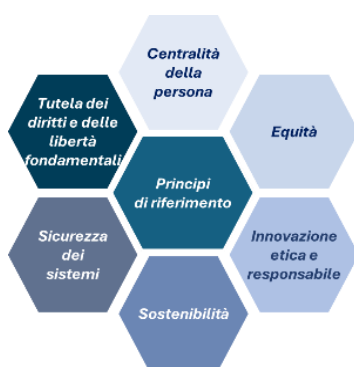 Centralità
della
persona
Tutela dei
diritti e delle
libertà
fondamentali
Equità
Principi
di riferimento
Sicurezza
dei
sistemi
Innovazione
etica e
responsabile
Sostenibilità